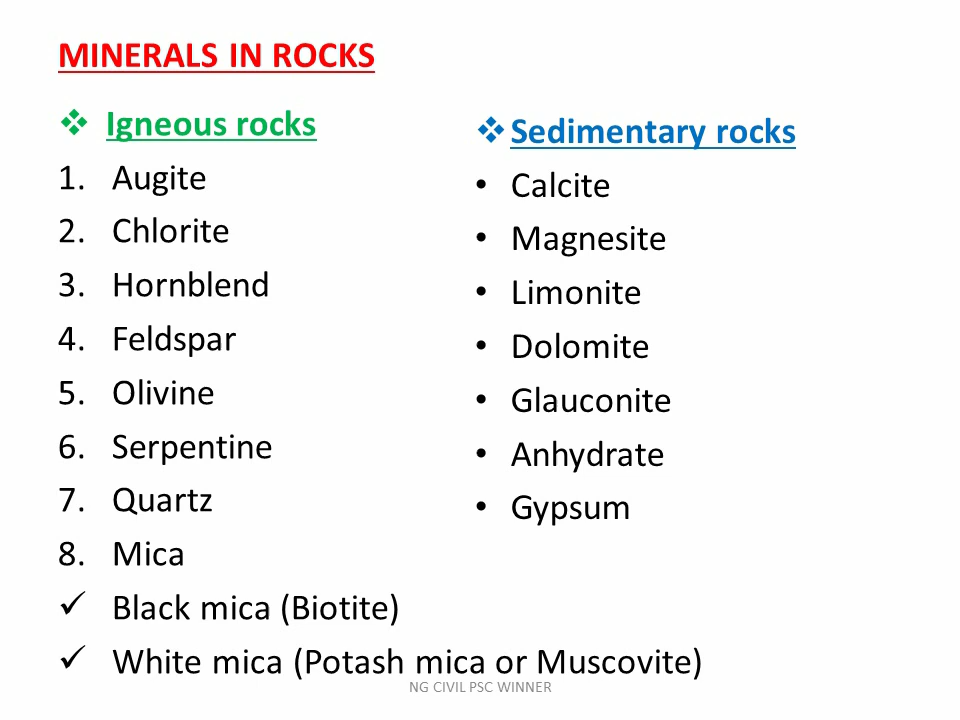 MINERALS IN ROCKS
❖ Igneous rocks
1. Augite
2. Chlorite
3. Hornblend
4. Feldspar
5. Olivine
6. Serpentine
7. Quartz
8. Mica
✓ Black mica (Biotite)
✓ White mica (Potash mica or Muscovite)
❖ Sedimentary rocks
• Calcite
• Magnesite
• Limonite
• Dolomite
• Glauconite
• Anhydrate
• Gypsum
NG CIVIL PSC WINNER